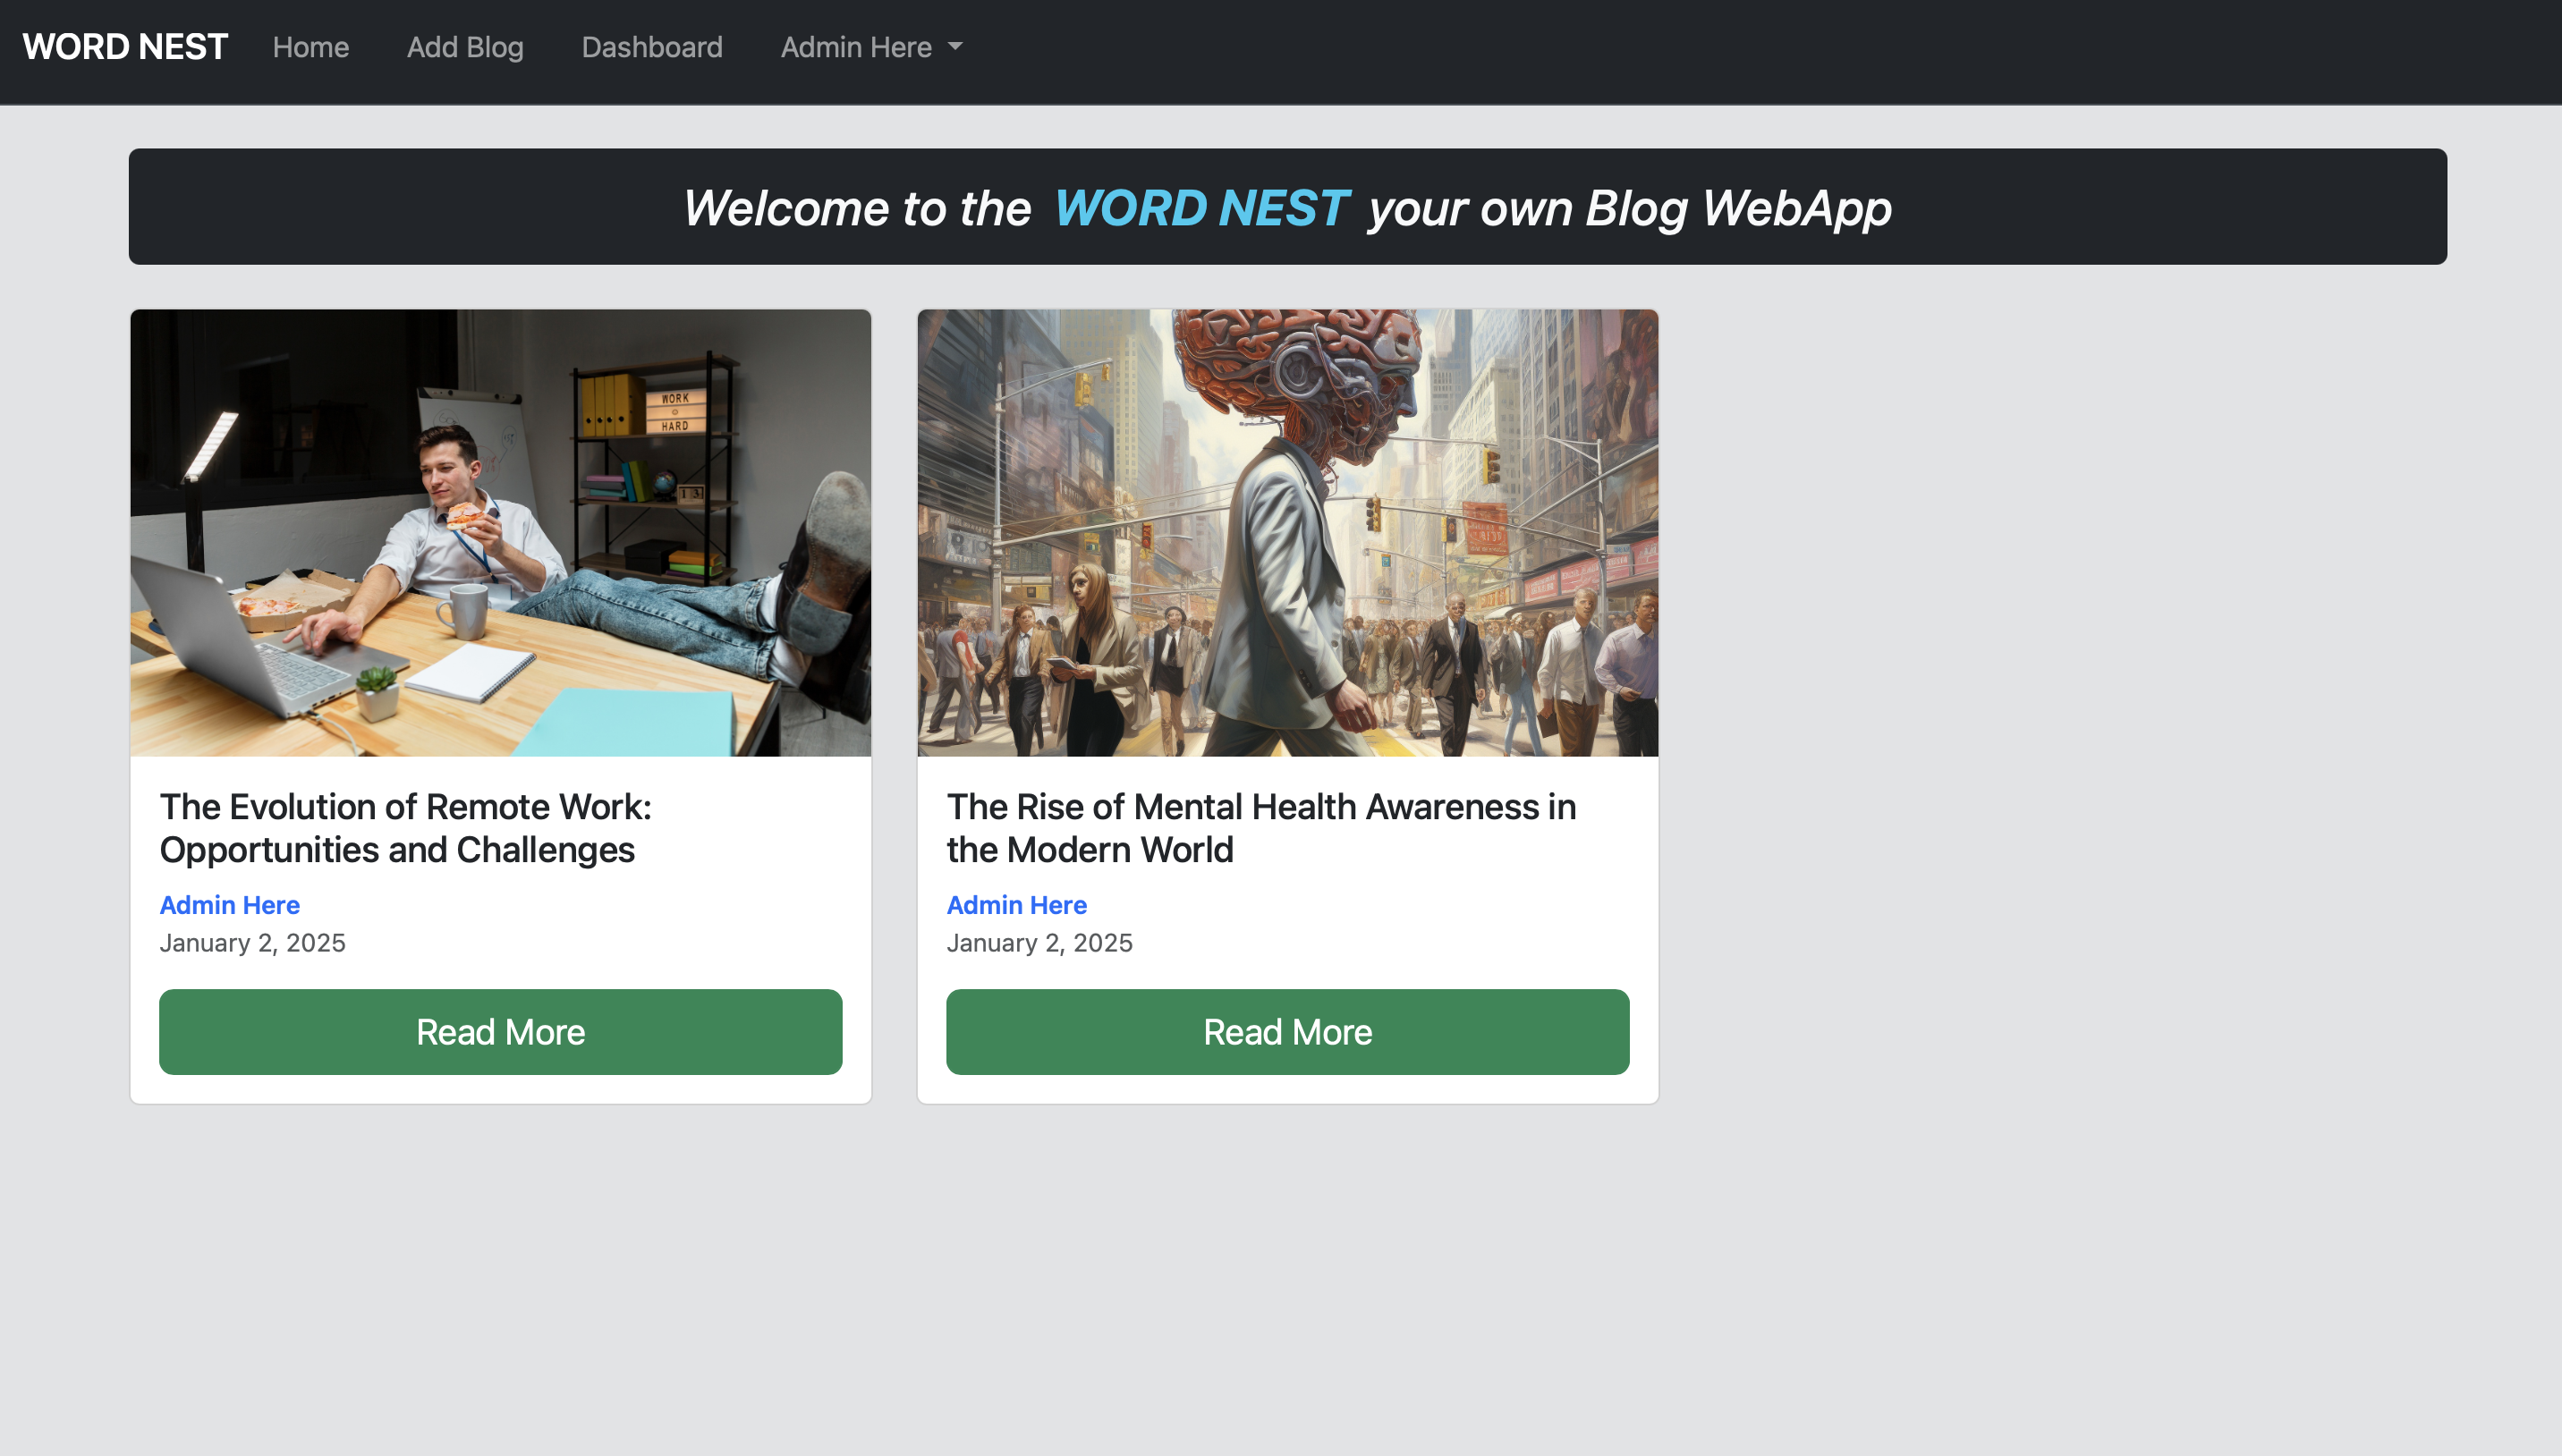 WORD NEST Home Add Blog Dashboard Admin Here
Welcome to the WORD NEST your own Blog WebApp
WORK
HARD
The Evolution of Remote Work:
Opportunities and Challenges
Admin Here
January 2, 2025
Read More
The Rise of Mental Health Awareness in
the Modern World
Admin Here
January 2, 2025
Read More